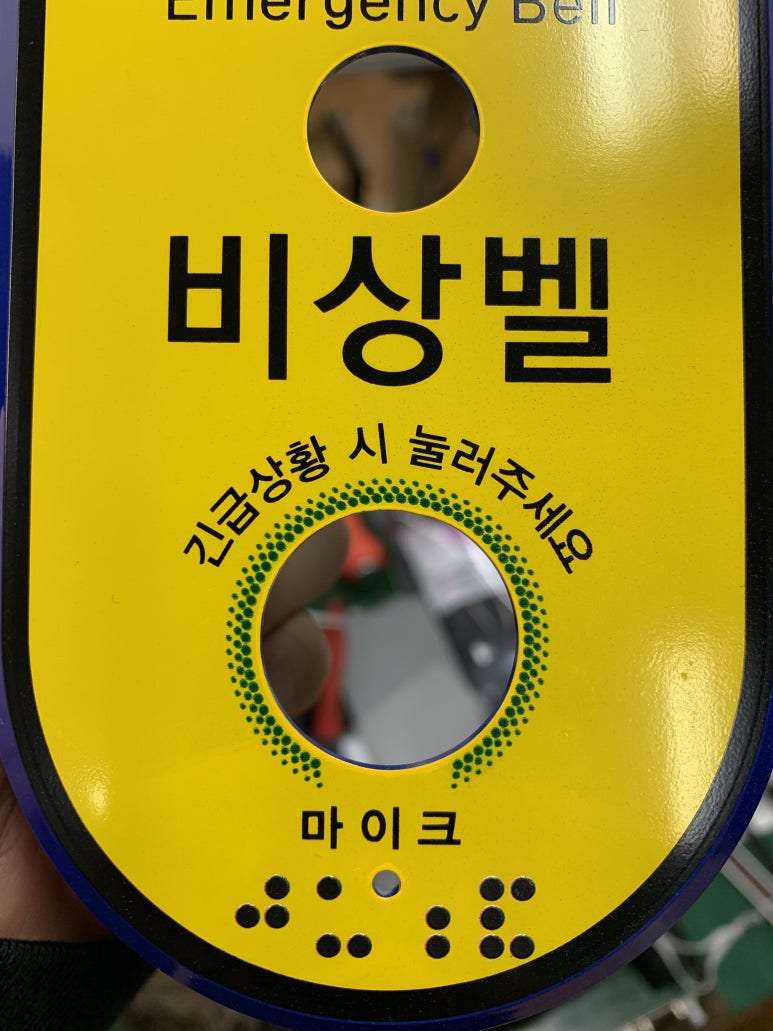 Emergency Bell
비상벨
긴급상황 시 눌러주세요
마이크